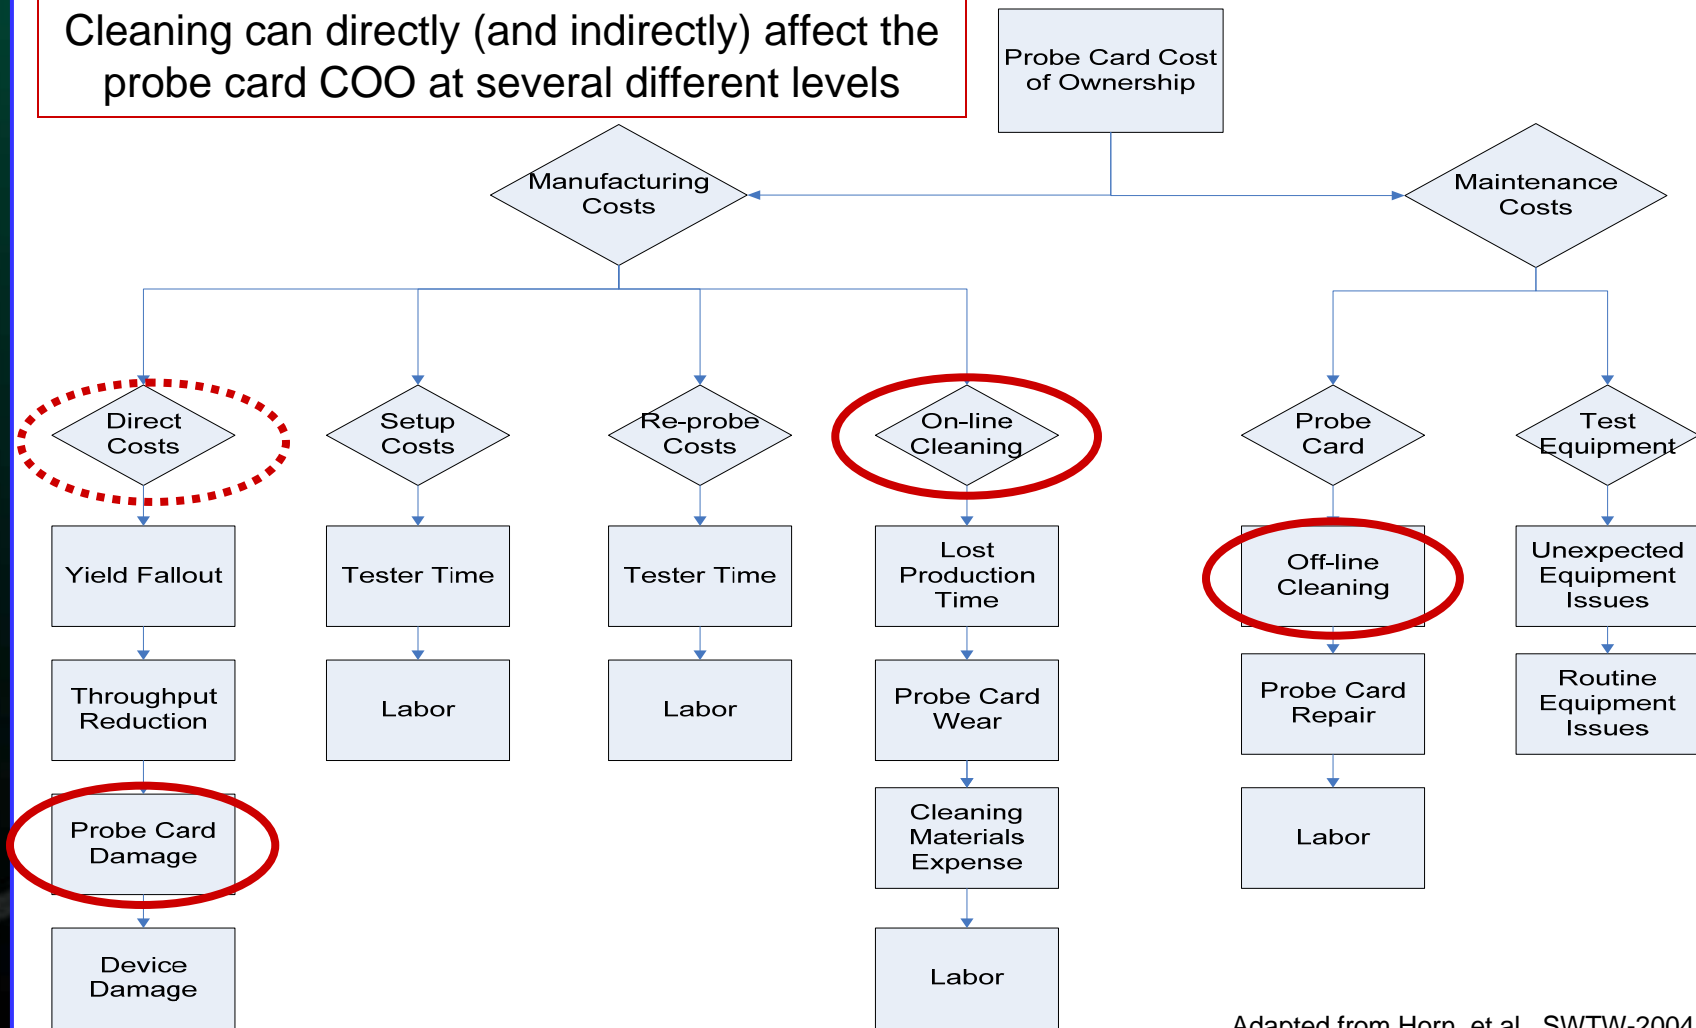 Cleaning can directly (and indirectly) affect the
probe card COO at several different levels
Probe Card Cost
of Ownership
Manufacturing
Costs
Maintenance
Costs
Direct
Costs
Setup
Costs
Re-probe
Costs
On-line
Cleaning
Probe
Card
Test
Equipment
Yield Fallout
Tester Time
Tester Time
Lost
Production
Time
Off-line
Cleaning
Unexpected
Equipment
Issues
Throughput
Reduction
Labor
Labor
Probe Card
Wear
Probe Card
Repair
Routine
Equipment
Issues
Probe Card
Damage
Cleaning
Materials
Expense
Labor
Device
Damage
Labor
Adapted from Horn, et al., SWTW-2004